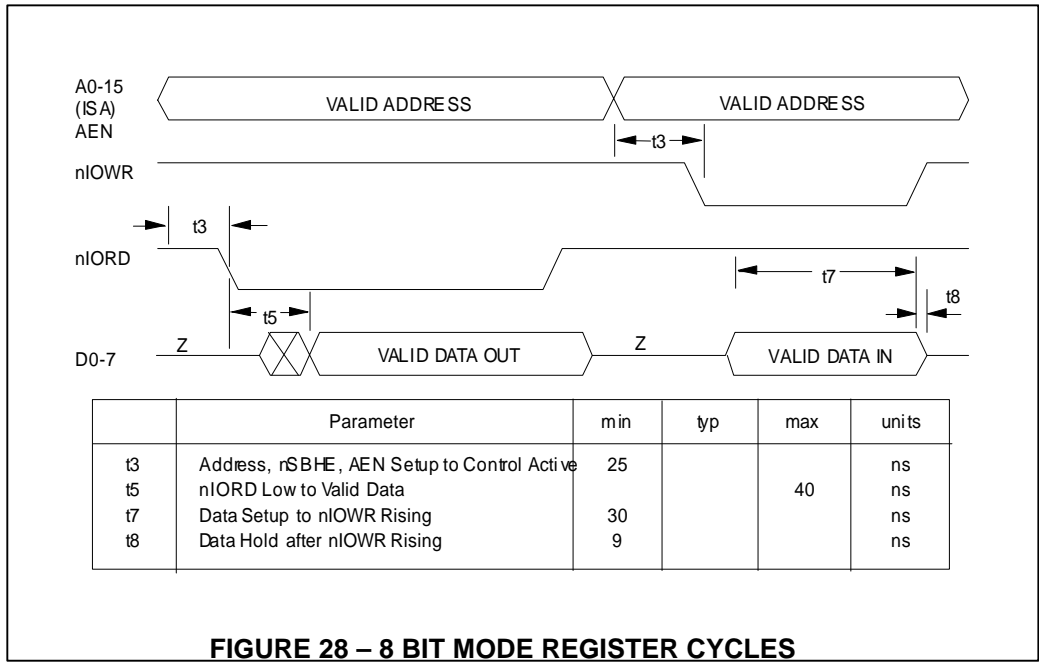 A0-15
(ISA)
AEN
VALID ADDRESS VALID ADDRESS
t3
nIOWR
t3
nIORD
t7
t8
t5
Z Z
D0-7
VALID DATA OUT VALID DATA IN
Parameter min typ max units
t3 Address, nSBHE, AEN Setup to Control Active 25 ns
t5 nIORD Low to Valid Data 40 ns
t7 Data Setup to nIOWR Rising 30 ns
t8 Data Hold after nIOWR Rising 9 ns
FIGURE 28 – 8 BIT MODE REGISTER CYCLES